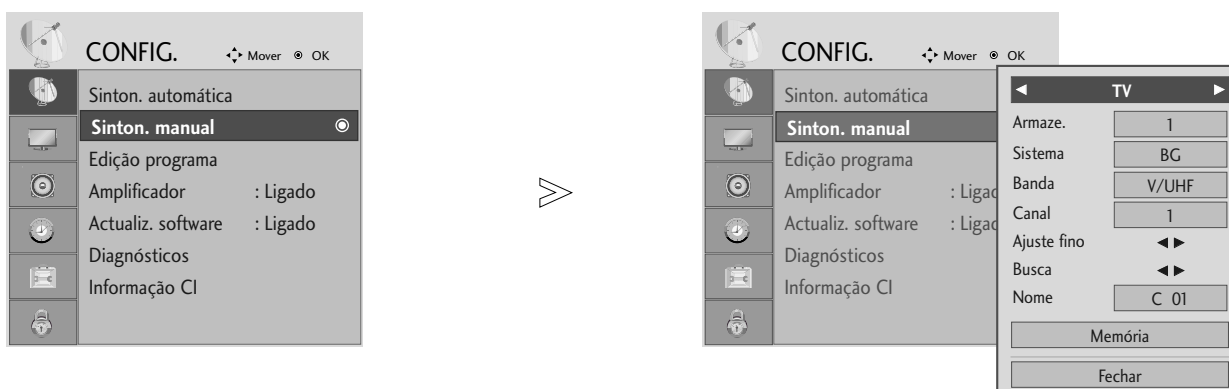 CONFIG. Mover OK
Sinton. automática
Sinton. manual
Edição programa
Amplificador : Ligado
Actualiz. software : Ligado
Diagnósticos
Informação CI
CONFIG. Mover OK
Sinton. automática
Sinton. manual
Edição programa
Amplificador : Ligad
Actualiz. software : Ligad
Diagnósticos
Informação CI
TV
Armaze. 1
Sistema BG
Banda V/UHF
Canal 1
Ajuste fino
Busca
Nome C 01
Memória
Fechar